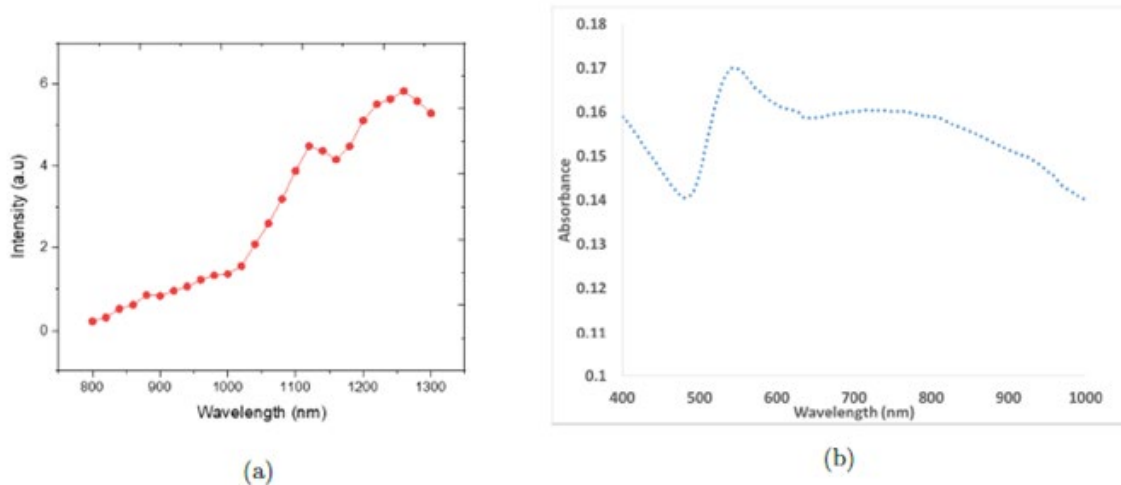 6
4
2
0
Intensity (a.u)
800 900 1000 1100 1200 1300
Wavelength (nm)
(a)
0.18
0.17
0.16
0.15
0.14
0.13
0.12
0.11
0.1
Absorbance
400 500 600 700 800 900 1000
Wavelength (nm)
(b)